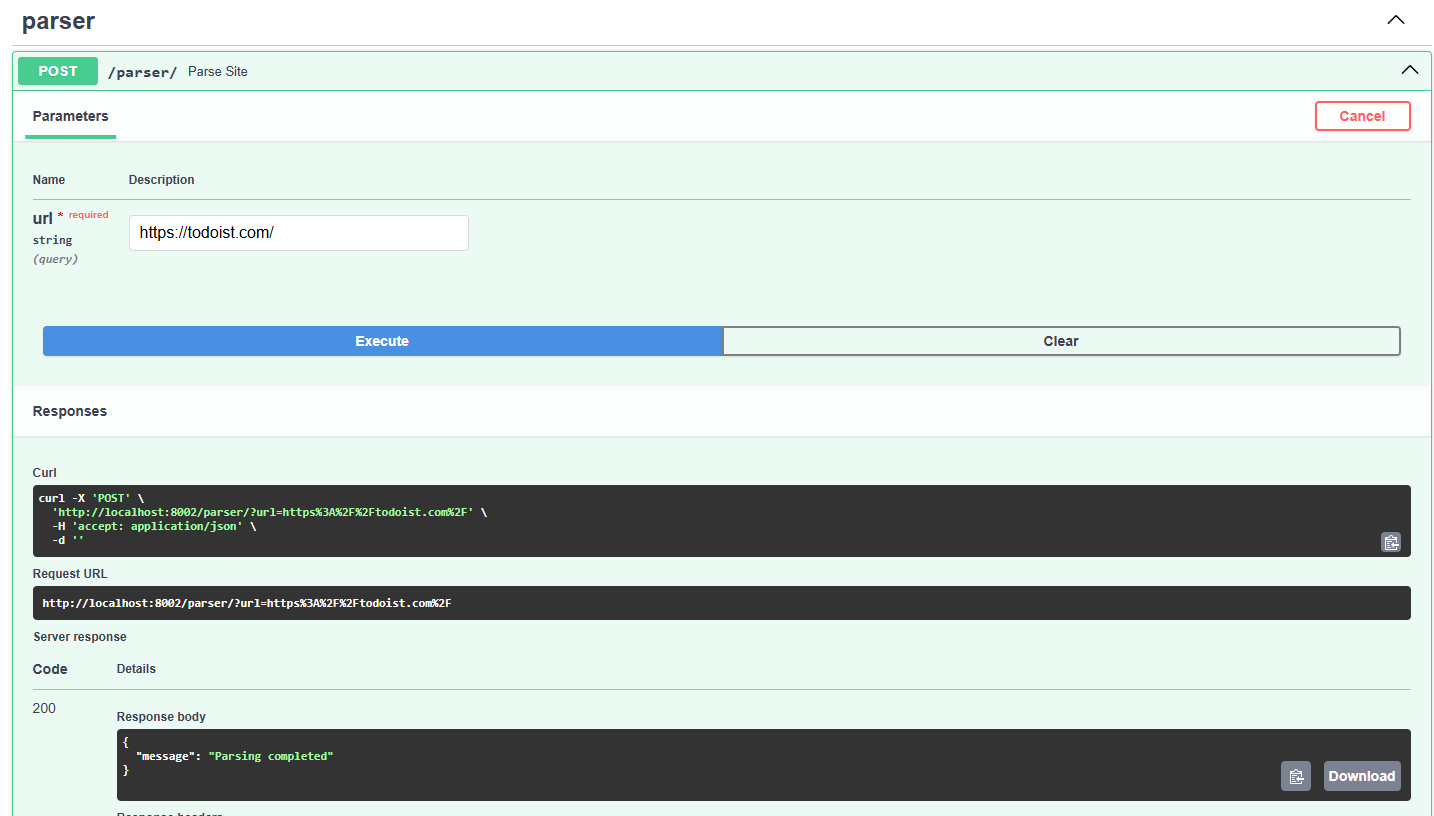 parser
POST /parser/ Parse Site
Parameters
Cancel
Name Description
url * required
string
(query)
https://todoist.com/
Execute
Clear
Responses
Curl
curl -X 'POST' \
'http://localhost:8002/parser/?url=https%3A%2F%2Ftodoist.com%2F' \
-H 'accept: application/json' \
-d ''
Request URL
http://localhost:8002/parser/?url=https%3A%2F%2Ftodoist.com%2F
Server response
Code Details
200
Response body
{
"message": "Parsing completed"
}
Download
Response headers